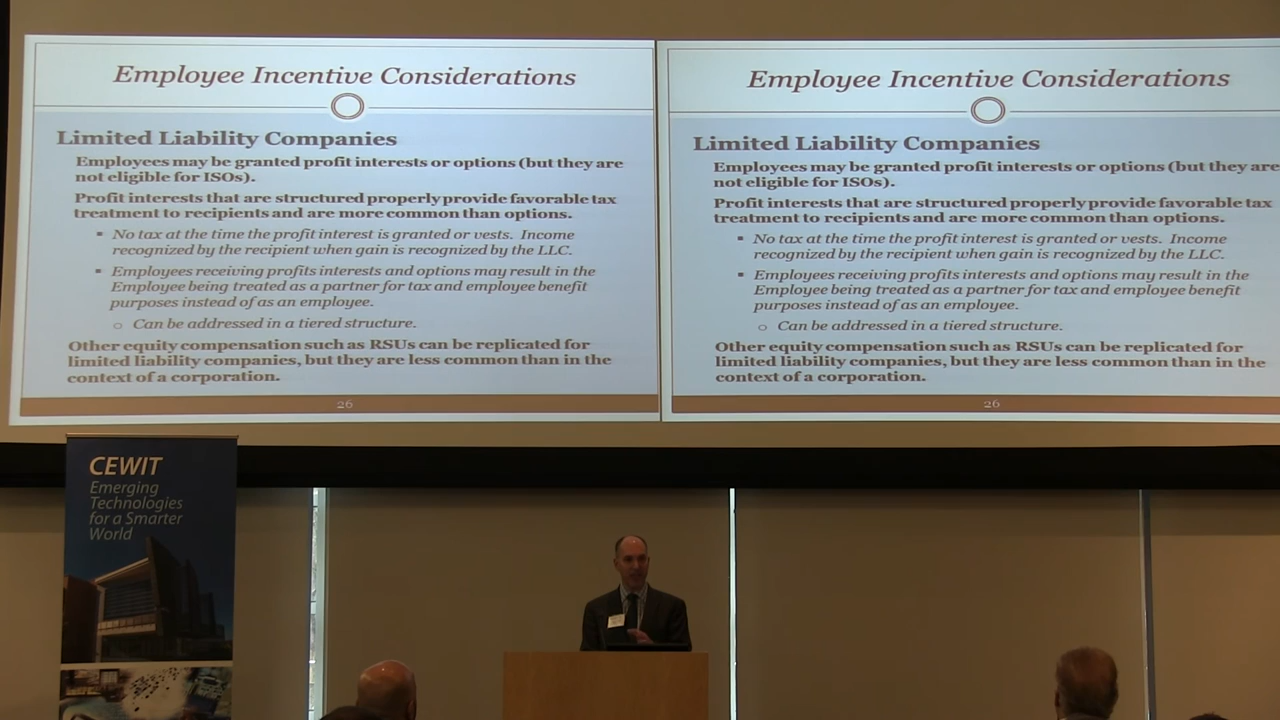 Employee Incentive Considerations
Limited Liability Companies
Employees may be granted profit interests or options (but they are
not eligible for ISOs).
Profit interests that are structured properly provide favorable tax
treatment to recipients and are more common than options.
No tax at the time the profit interest is granted or vests. Income
recognized by the recipient when gain is recognized by the LLC.
Employees receiving profits interests and options may result in the
Employee being treated as a partner for tax and employee benefit
purposes instead of as an employee.
Can be addressed in a tiered structure.
Other equity compensation such as RSUs can be replicated for
limited liability companies, but they are less common than in the
context of a corporation.
26
Employee Incentive Considerations
Limited Liability Companies
Employees may be granted profit interests or options (but they are
not eligible for ISOs).
Profit interests that are structured properly provide favorable tax
treatment to recipients and are more common than options.
No tax at the time the profit interest is granted or vests. Income
recognized by the recipient when gain is recognized by the LLC.
Employees receiving profits interests and options may result in the
Employee being treated as a partner for tax and employee benefit
purposes instead of as an employee.
Can be addressed in a tiered structure.
Other equity compensation such as RSUs can be replicated for
limited liability companies, but they are less common than in the
context of a corporation.
26
CEWIT
Emerging
Technologies
for a Smarter
World